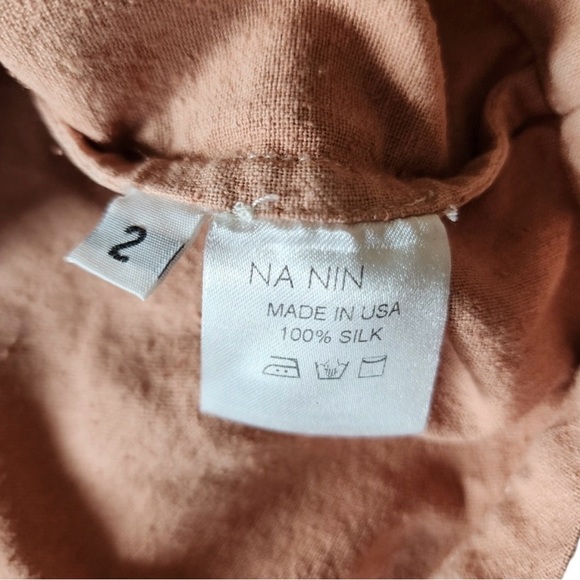 2
NA NIN
MADE IN USA
100% SILK